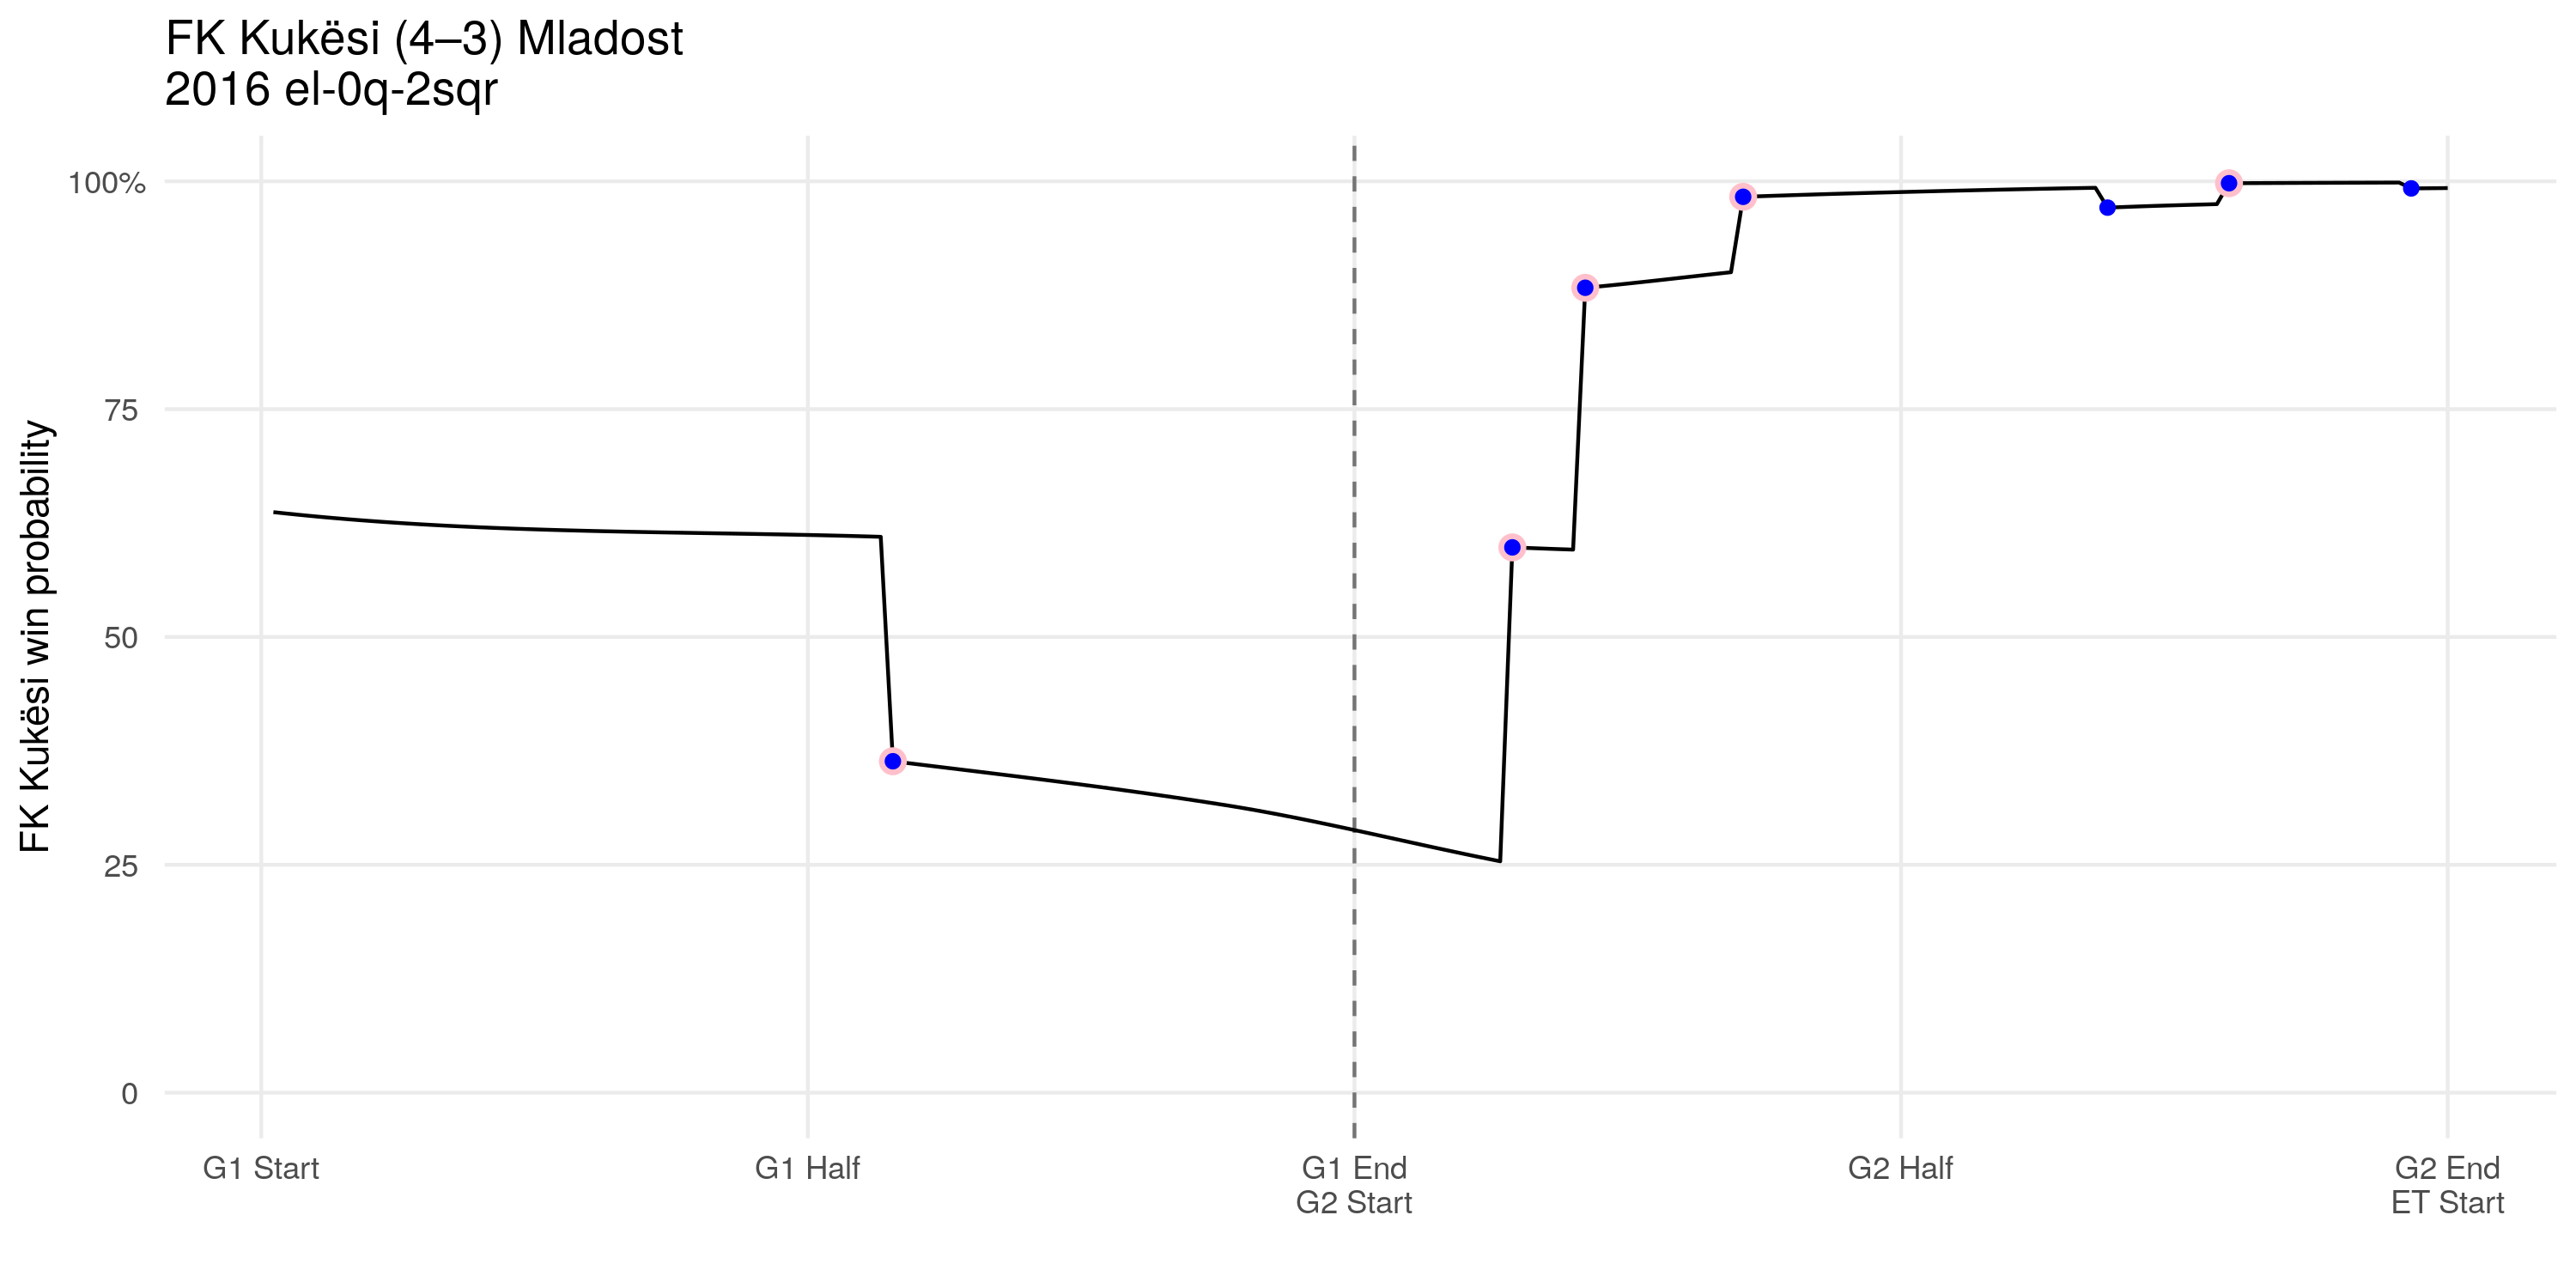 FK Kukësi (4–3) Mladost
2016 el-0q-2sqr
FK Kukësi win probability
100%
75
50
25
0
G1 Start
G1 Half
G1 End
G2 Start
G2 Half
G2 End
ET Start